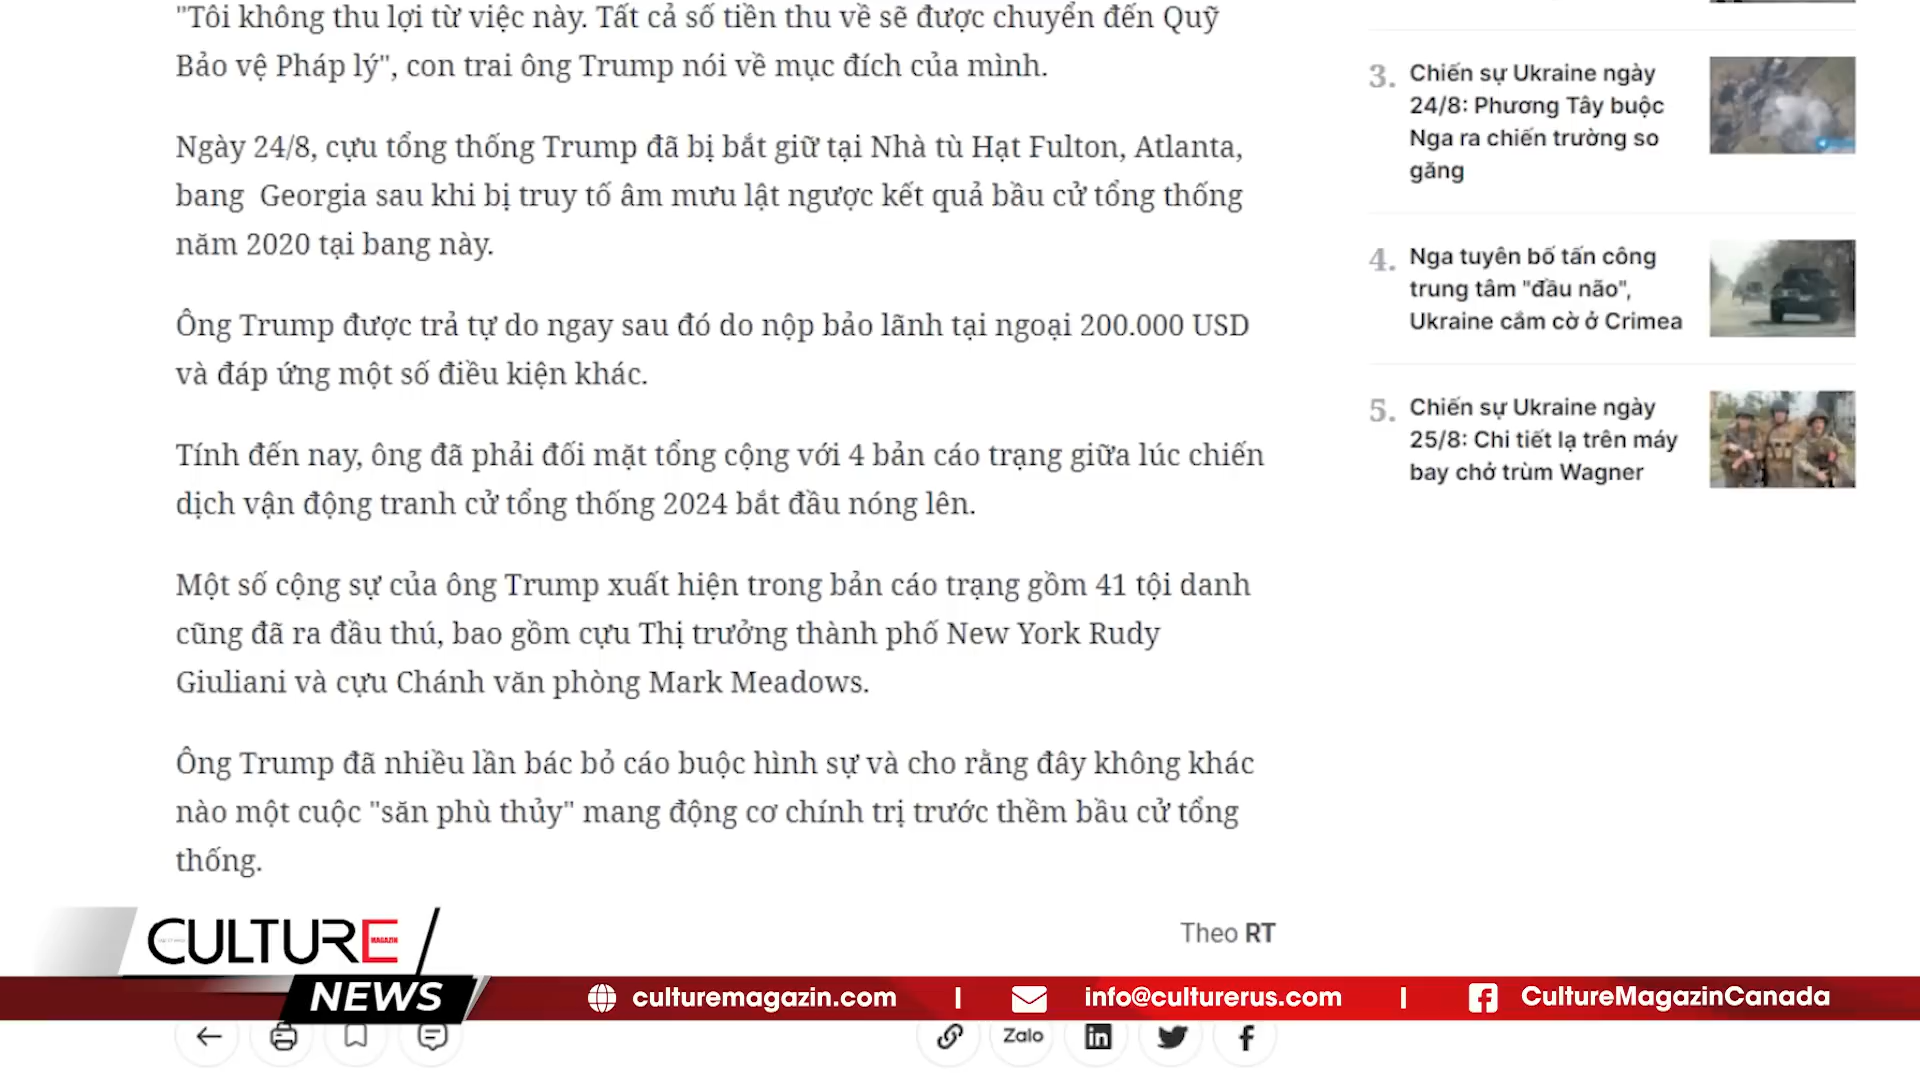 "Tôi không thu lợi từ việc này. Tất cả số tiền thu về sẽ được chuyển đến Quỹ
Bảo vệ Pháp lý", con trai ông Trump nói về mục đích của mình.
Ngày 24/8, cựu tổng thống Trump đã bị bắt giữ tại Nhà tù Hạt Fulton, Atlanta,
bang Georgia sau khi bị truy tố âm mưu lật ngược kết quả bầu cử tổng thống
năm 2020 tại bang này.
Ông Trump được trả tự do ngay sau đó do nộp bảo lãnh tại ngoại 200.000 USD
và đáp ứng một số điều kiện khác.
Tính đến nay, ông đã phải đối mặt tổng cộng với 4 bản cáo trạng giữa lúc chiến
dịch vận động tranh cử tổng thống 2024 bắt đầu nóng lên.
Một số cộng sự của ông Trump xuất hiện trong bản cáo trạng gồm 41 tội danh
cũng đã ra đầu thú, bao gồm cựu Thị trưởng thành phố New York Rudy
Giuliani và cựu Chánh văn phòng Mark Meadows.
Ông Trump đã nhiều lần bác bỏ cáo buộc hình sự và cho rằng đây không khác
nào một cuộc "săn phù thủy" mang động cơ chính trị trước thềm bầu cử tổng
thống.
Theo RT
3. Chiến sự Ukraine ngày
24/8: Phương Tây buộc
Nga ra chiến trường so
găng
4. Nga tuyên bố tấn công
trung tâm "đầu não",
Ukraine cắm cờ ở Crimea
5. Chiến sự Ukraine ngày
25/8: Chi tiết lạ trên máy
bay chở trùm Wagner
CULTURE
MAGAZIN
NEWS
culturemagazin.com | info@culturerus.com | CultureMagazinCanada
Zalo